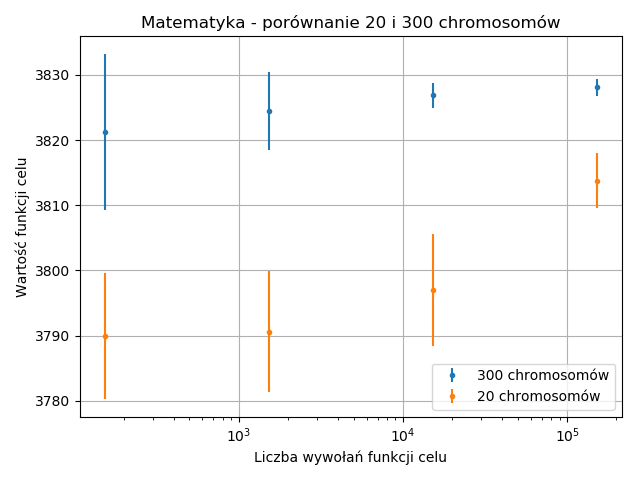 Matematyka - porównanie 20 i 300 chromosomów
Wartość funkcji celu
3830
3820
3810
3800
3790
3780
10³
10⁴
10⁵
Liczba wywołań funkcji celu
300 chromosomów
20 chromosomów